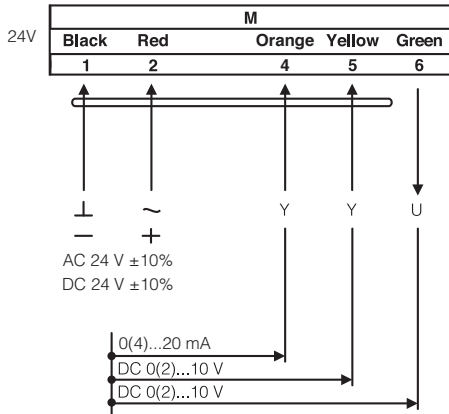 M
24V
Black Red Orange Yellow Green
1 2 4 5 6
⊥ ~ Y Y U
− +
AC 24 V ±10%
DC 24 V ±10%
0(4)...20 mA
DC 0(2)...10 V
DC 0(2)...10 V